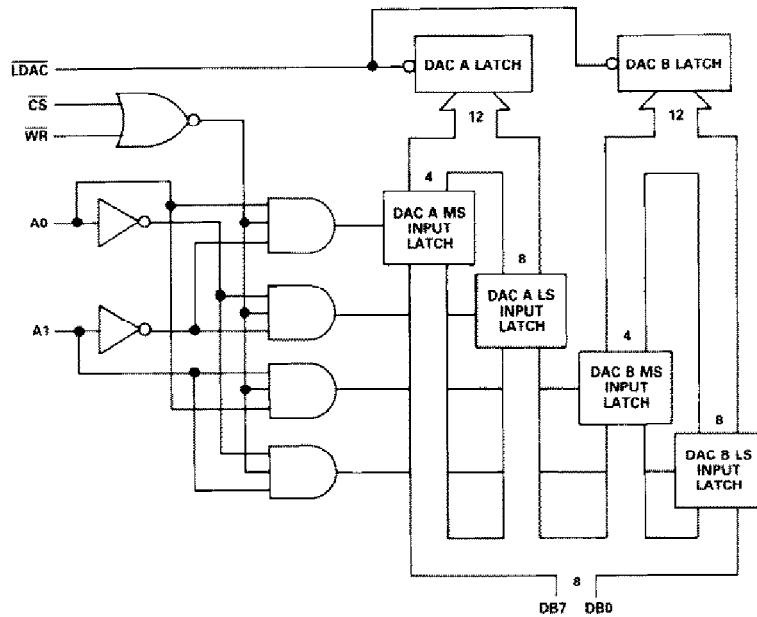 LDAC
DAC A LATCH
DAC B LATCH
CS
WR
12
12
A0
4
DAC A MS
INPUT
LATCH
8
DAC A LS
INPUT
LATCH
A1
4
DAC B MS
INPUT
LATCH
8
DAC B LS
INPUT
LATCH
8
DB7 DB0